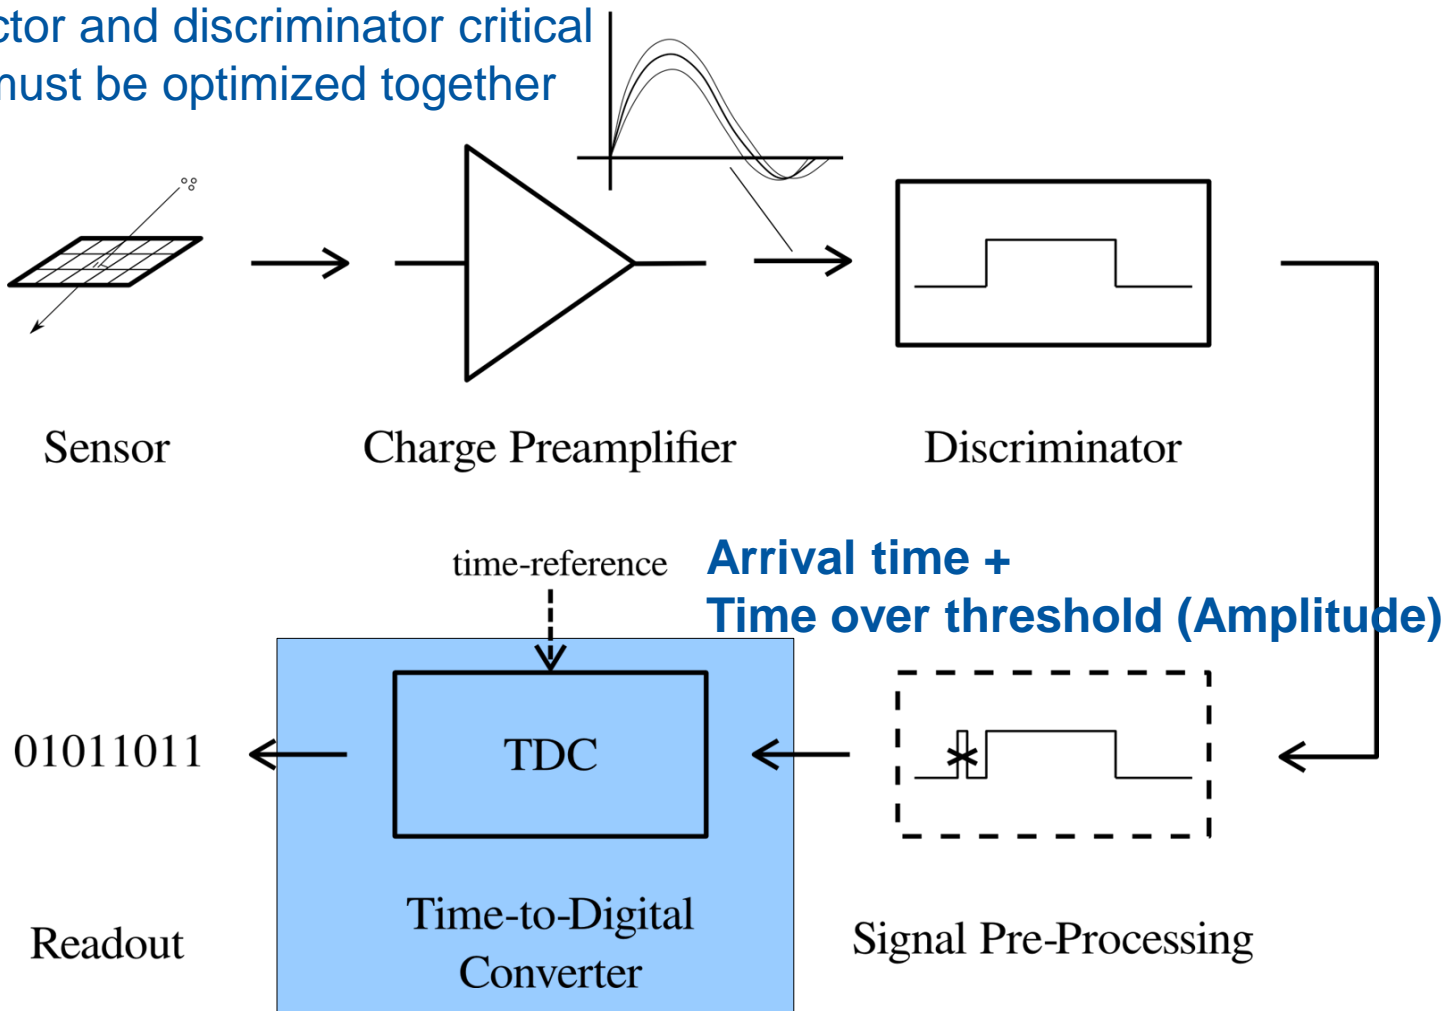 ctor and discriminator critical
must be optimized together
Sensor
Charge Preamplifier
Discriminator
time-reference
Arrival time +
Time over threshold (Amplitude)
01011011
TDC
Readout
Time-to-Digital
Converter
Signal Pre-Processing